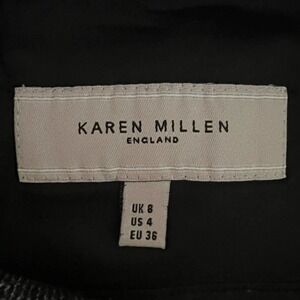 KAREN MILLEN
ENGLAND
UK 8
US 4
EU 36